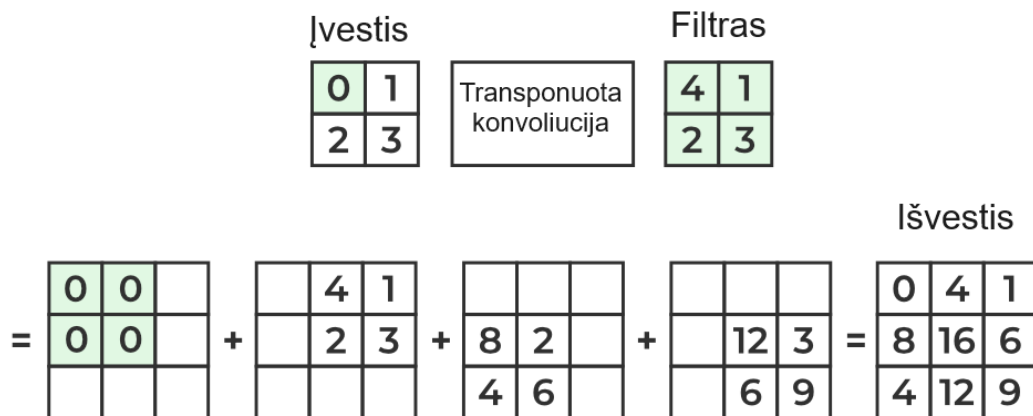 Įvestis
Filtras
0 1
2 3
Transponuota
konvoliucija
4 1
2 3
Išvestis
0 0
4 1
0 4 1
= 0 0 + 2 3 + 8 2 + 12 3 = 8 16 6
4 6
6 9
4 12 9